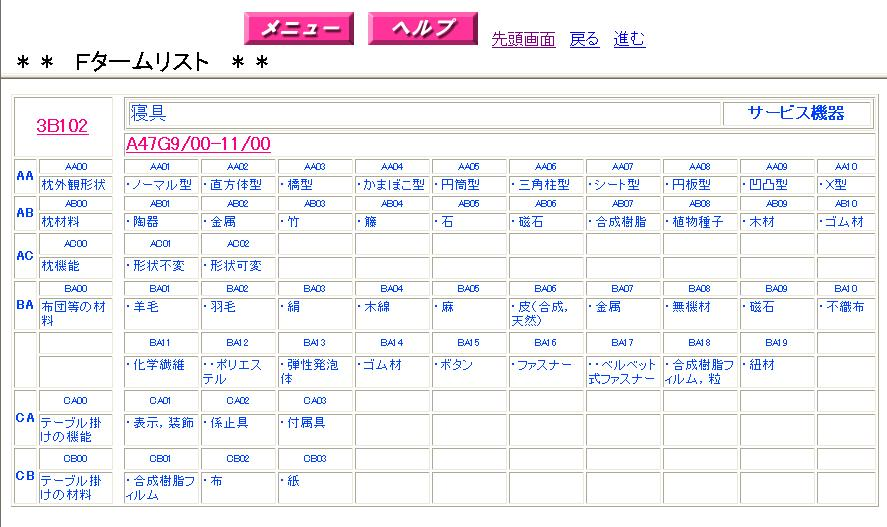 メニュー ヘルプ 先頭画面 戻る 進む
＊＊ Fタームリスト ＊＊
3B102 寝具 サービス機器
A47G9/00-11/00
AA AA00 AA01 AA02 AA03 AA04 AA05 AA06 AA07 AA08 AA09 AA10
枕外観形状 ・ノーマル型 ・直方体型 ・橋型 ・かまぼこ型 ・円筒型 ・三角柱型 ・シート型 ・円板型 ・凹凸型 ・X型
AB AB00 AB01 AB02 AB03 AB04 AB05 AB06 AB07 AB08 AB09 AB10
枕材料 ・陶器 ・金属 ・竹 ・籐 ・石 ・磁石 ・合成樹脂 ・植物種子 ・木材 ・ゴム材
AC AC00 AC01 AC02
枕機能 ・形状不変 ・形状可変
BA BA00 BA01 BA02 BA03 BA04 BA05 BA06 BA07 BA08 BA09 BA10
布団等の材 ・羊毛 ・羽毛 ・絹 ・木綿 ・麻 ・皮(合成, ・金属 ・無機材 ・磁石 ・不織布
料 天然)
BA11 BA12 BA13 BA14 BA15 BA16 BA17 BA18 BA19
・化学繊維 ・・ポリエス ・弾性発泡 ・ゴム材 ・ボタン ・ファスナー ・・ベルベット ・合成樹脂フ ・紐材
テル 体 式ファスナー ィルム,粒
CA CA00 CA01 CA02 CA03
テーブル掛 ・表示,装飾 ・係止具 ・付属具
けの機能
CB CB00 CB01 CB02 CB03
テーブル掛 ・合成樹脂フ ・布 ・紙
けの材料 ィルム